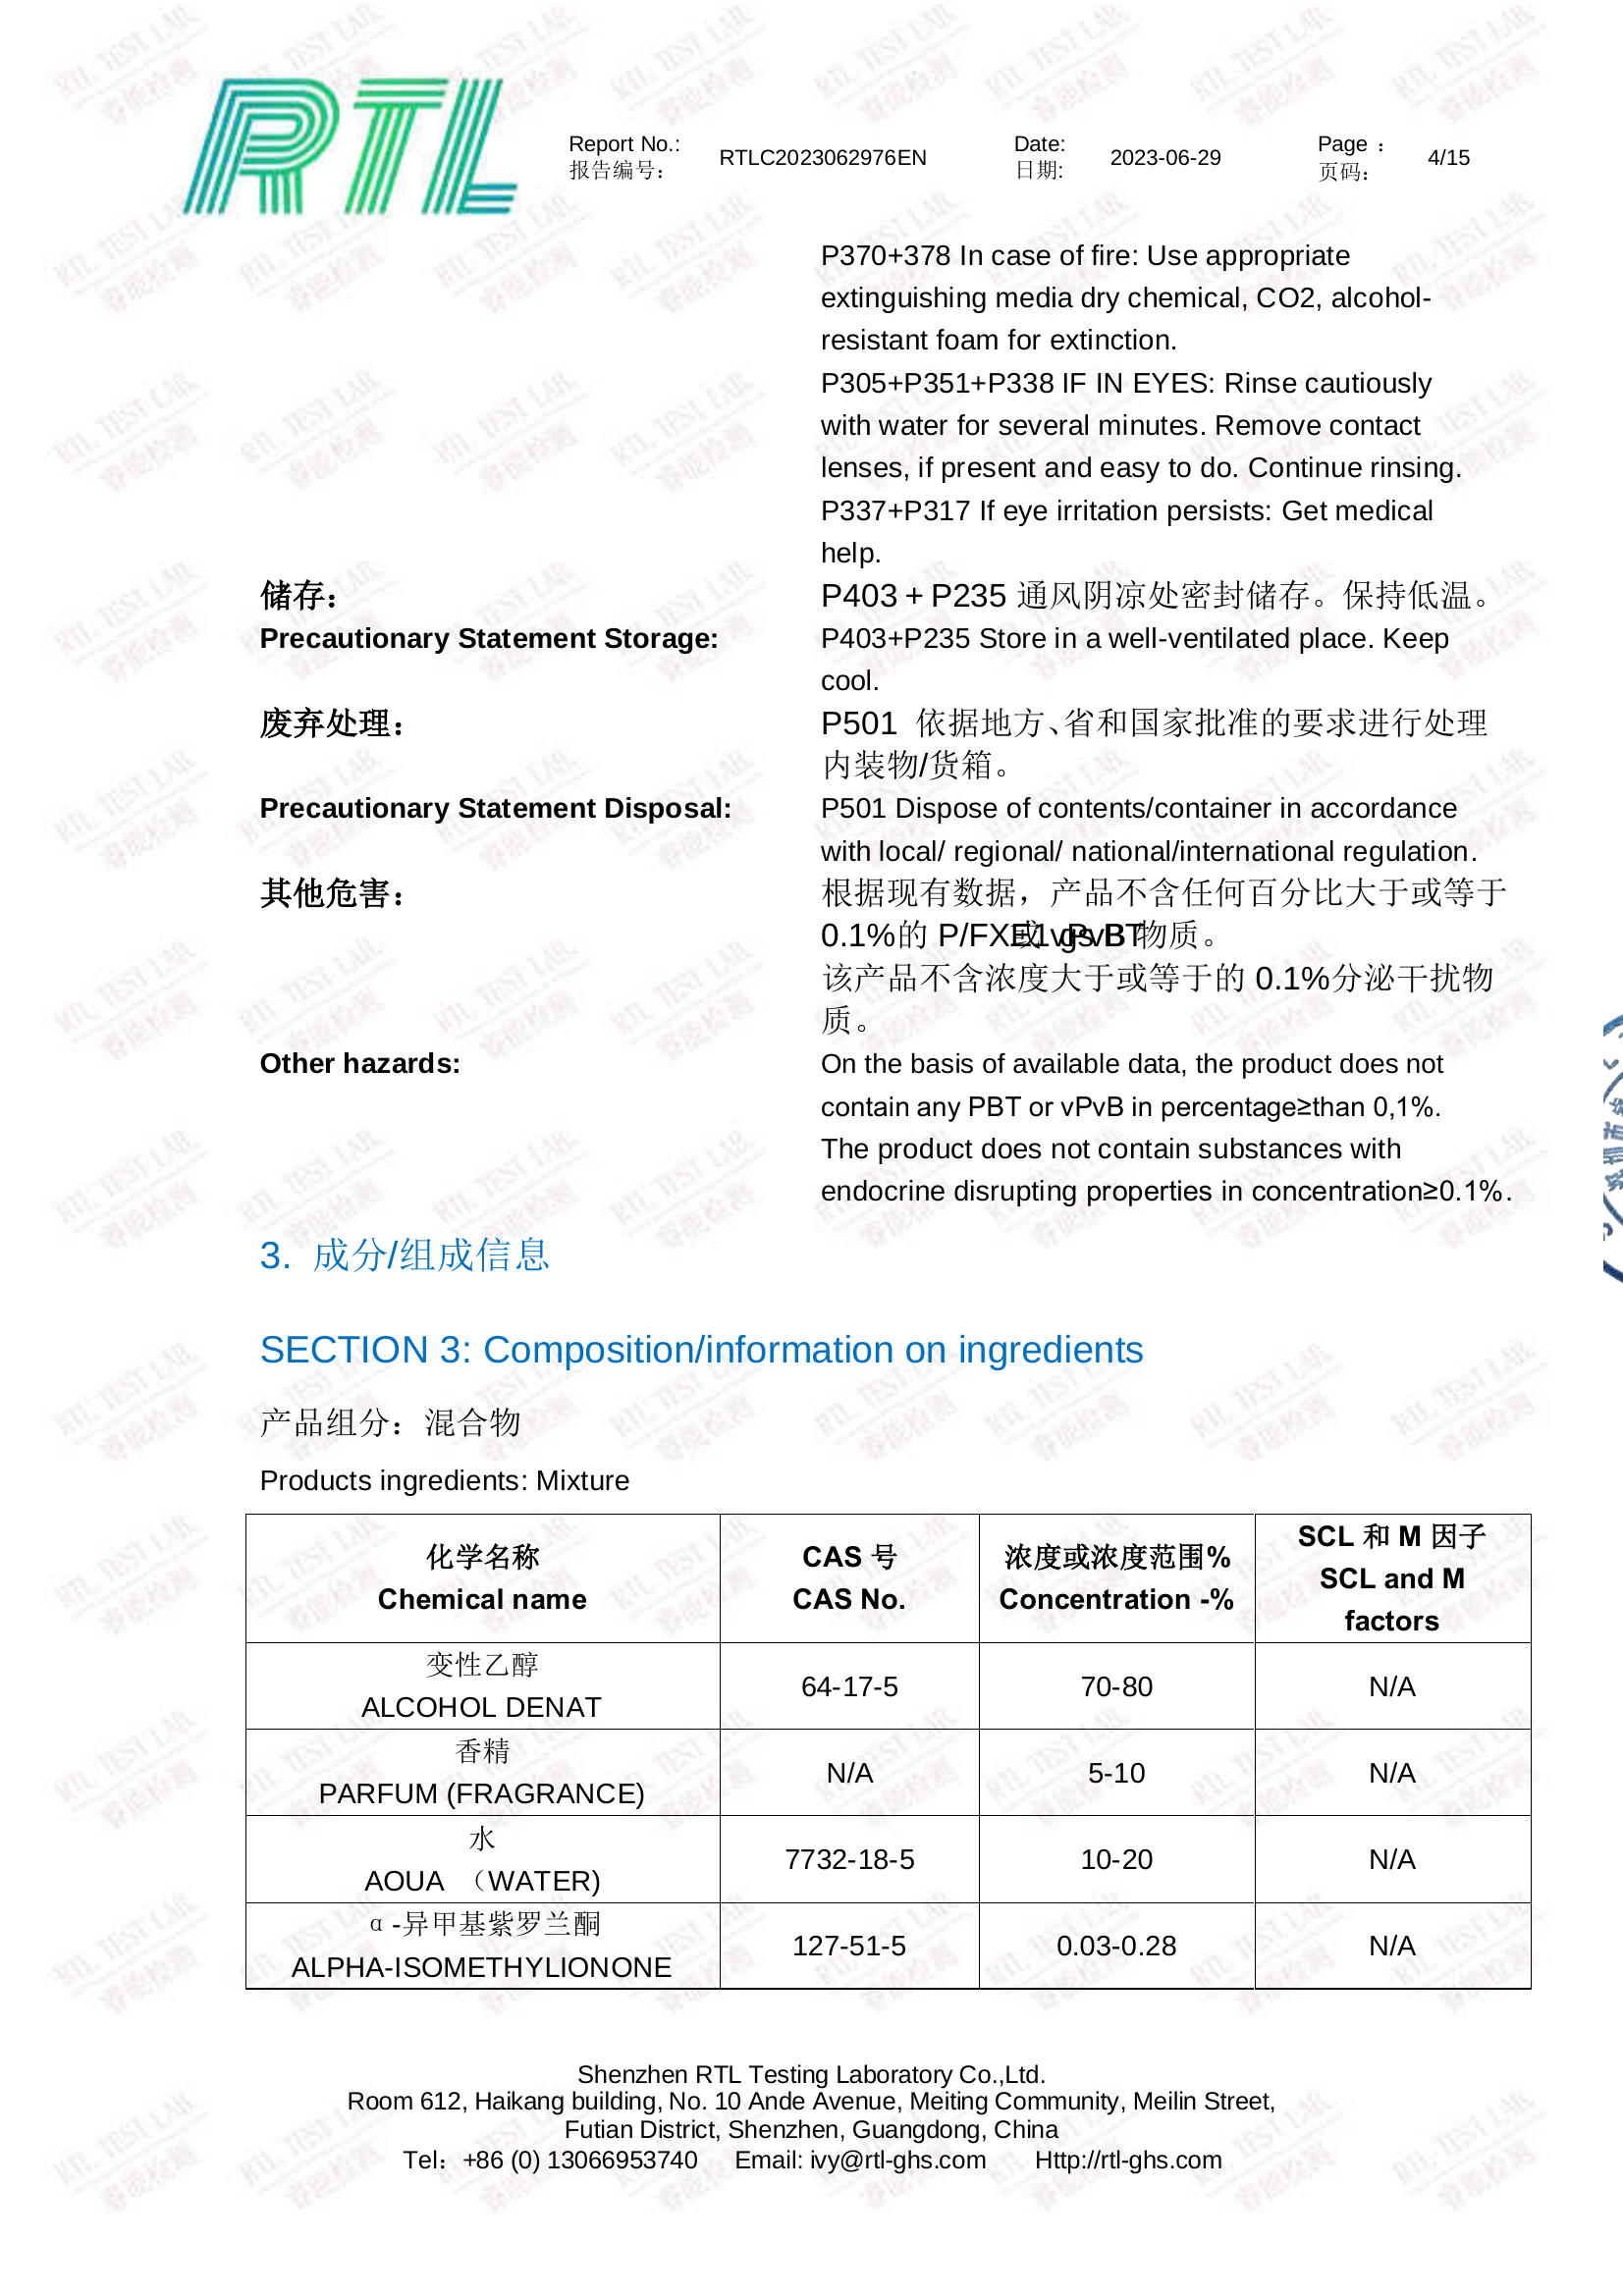 RTL
Report No.: RTLC2023062976EN Date: 2023-06-29 Page ： 4/15
报告编号： 日期: 页码：
P370+378 In case of fire: Use appropriate
extinguishing media dry chemical, CO2, alcohol-
resistant foam for extinction.
P305+P351+P338 IF IN EYES: Rinse cautiously
with water for several minutes. Remove contact
lenses, if present and easy to do. Continue rinsing.
P337+P317 If eye irritation persists: Get medical
help.
储存： P403 + P235 通风阴凉处密封储存。保持低温。
Precautionary Statement Storage: P403+P235 Store in a well-ventilated place. Keep
cool.
废弃处理： P501 依据地方、省和国家批准的要求进行处理
内装物/货箱。
Precautionary Statement Disposal: P501 Dispose of contents/container in accordance
with local/ regional/ national/international regulation.
其他危害： 根据现有数据，产品不含任何百分比大于或等于
0.1%的 物质。
该产品不含浓度大于或等于的 0.1%分泌干扰物
质。
Other hazards: On the basis of available data, the product does not
contain any PBT or vPvB in percentage≥than 0,1%.
The product does not contain substances with
endocrine disrupting properties in concentration≥0.1%.
3. 成分/组成信息
SECTION 3: Composition/information on ingredients
产品组分：混合物
Products ingredients: Mixture
化学名称 CAS 号 浓度或浓度范围% SCL 和 M 因子
Chemical name CAS No. Concentration -% SCL and M
factors
变性乙醇
ALCOHOL DENAT 64-17-5 70-80 N/A
香精
PARFUM (FRAGRANCE) N/A 5-10 N/A
水
AOUA （WATER) 7732-18-5 10-20 N/A
α-异甲基紫罗兰酮
ALPHA-ISOMETHYLIONONE 127-51-5 0.03-0.28 N/A
Shenzhen RTL Testing Laboratory Co.,Ltd.
Room 612, Haikang building, No. 10 Ande Avenue, Meiting Community, Meilin Street,
Futian District, Shenzhen, Guangdong, China
Tel：+86 (0) 13066953740 Email: ivy@rtl-ghs.com Http://rtl-ghs.com